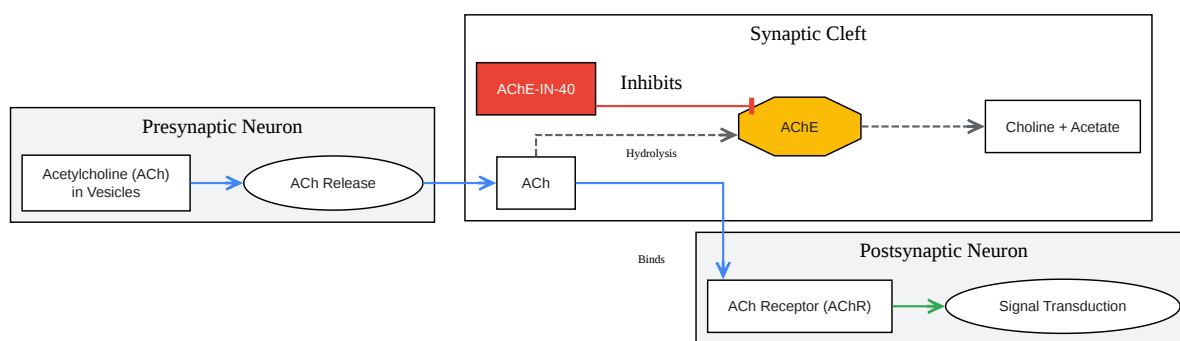 Synaptic Cleft
AChE-IN-40
Inhibits
AChE
Choline + Acetate
Hydrolysis
Presynaptic Neuron
Acetylcholine (ACh)
in Vesicles
ACh Release
ACh
Binds
Postsynaptic Neuron
ACh Receptor (AChR)
Signal Transduction